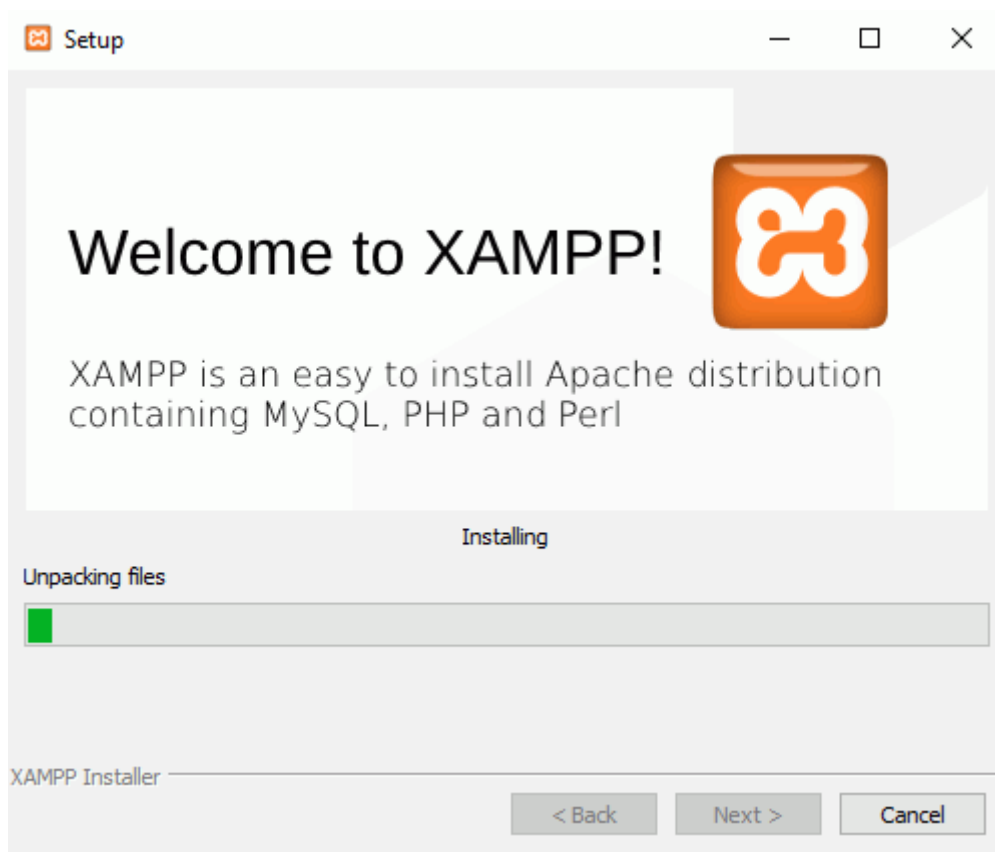 Setup
Welcome to XAMPP!
XAMPP is an easy to install Apache distribution
containing MySQL, PHP and Perl
Installing
Unpacking files
XAMPP Installer
< Back
Next >
Cancel